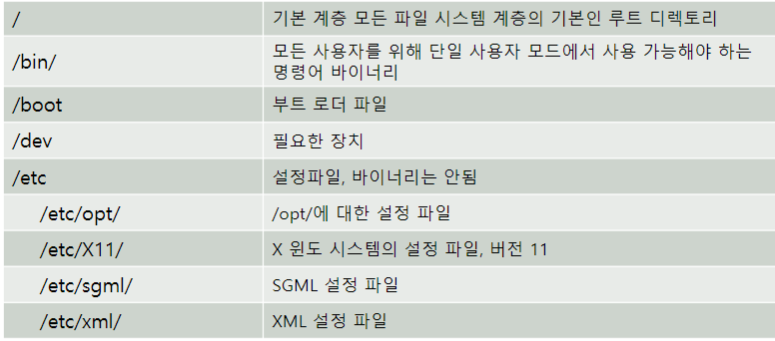 / 기본 계층 모든 파일 시스템 계층의 기본인 루트 디렉토리
/bin/ 모든 사용자를 위해 단일 사용자 모드에서 사용 가능해야 하는
명령어 바이너리
/boot 부트 로더 파일
/dev 필요한 장치
/etc 설정파일, 바이너리는 안됨
/etc/opt/ /opt/에 대한 설정 파일
/etc/X11/ X 윈도 시스템의 설정 파일, 버전 11
/etc/sgml/ SGML 설정 파일
/etc/xml/ XML 설정 파일